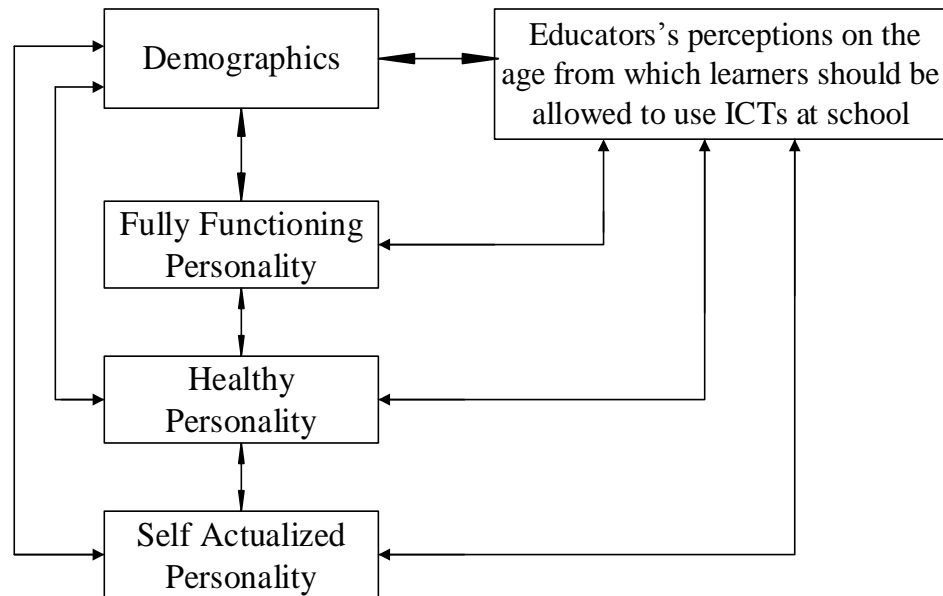 Demographics
Educators's perceptions on the
age from which learners should be
allowed to use ICTs at school
Fully Functioning
Personality
Healthy
Personality
Self Actualized
Personality